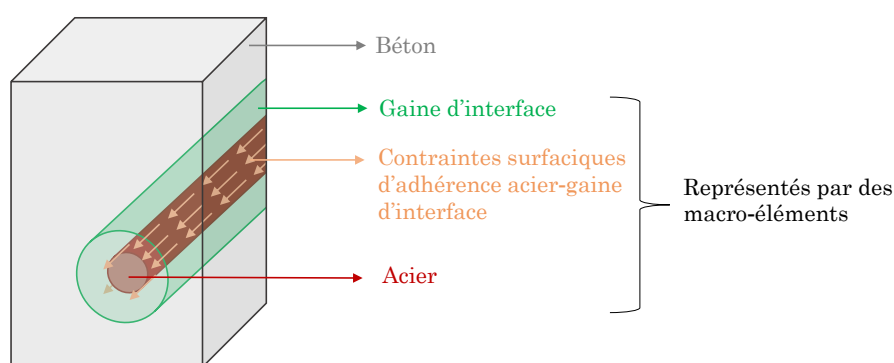 Béton
Gaine d'interface
Contraintes surfaciques
d'adhérence acier-gaine
d'interface
Représentés par des
macro-éléments
Acier